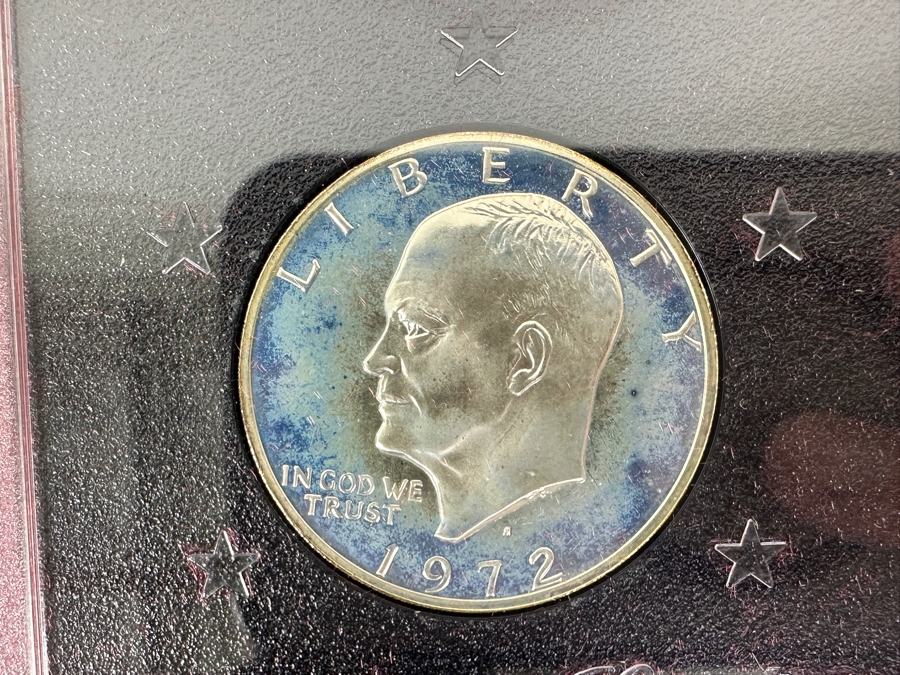 LIBERTY
IN GOD WE
TRUST
1972